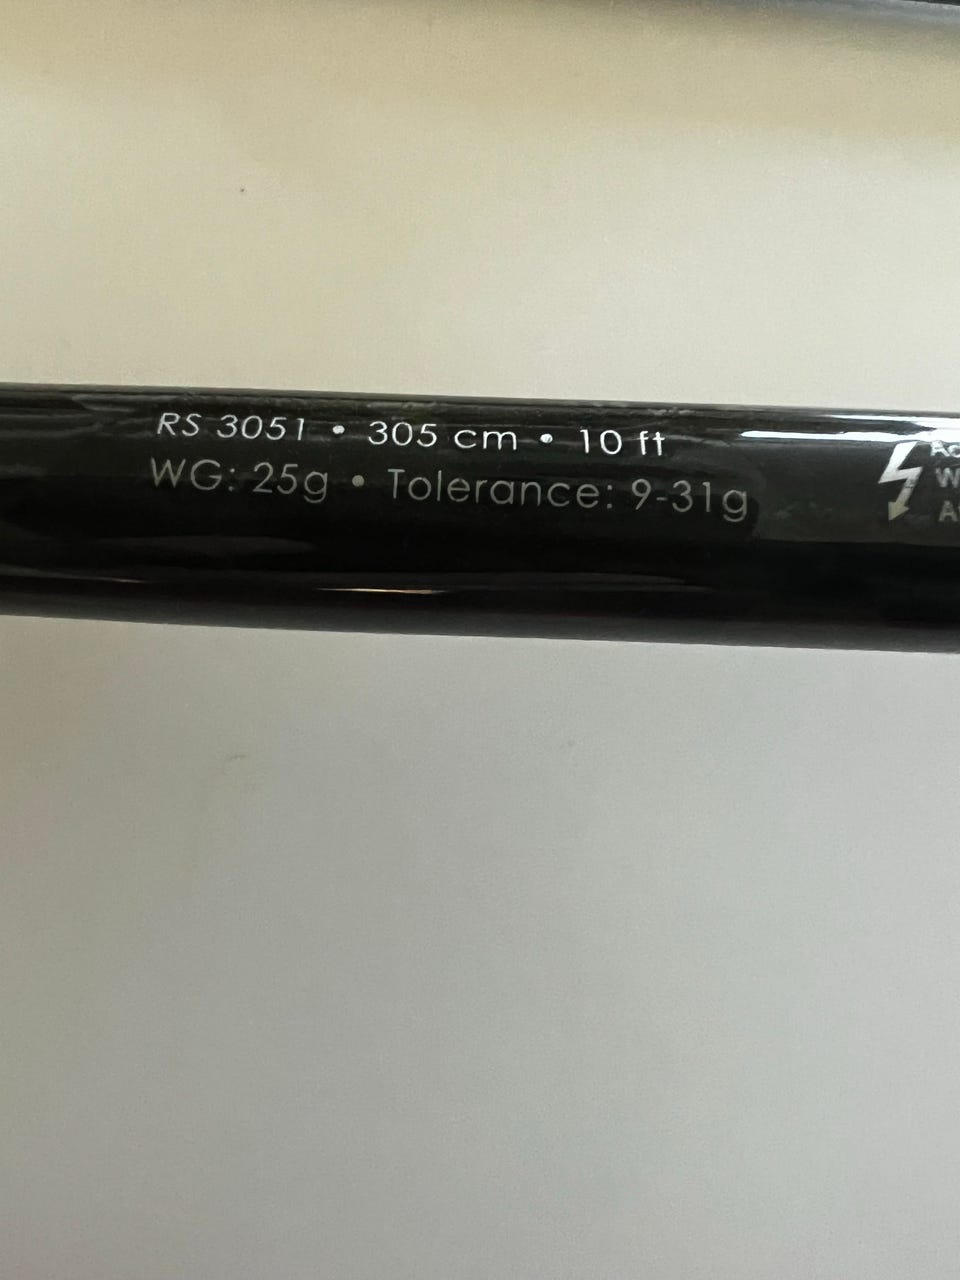 RS 3051 • 305 cm • 10 ft
WG: 25g • Tolerance: 9-31g